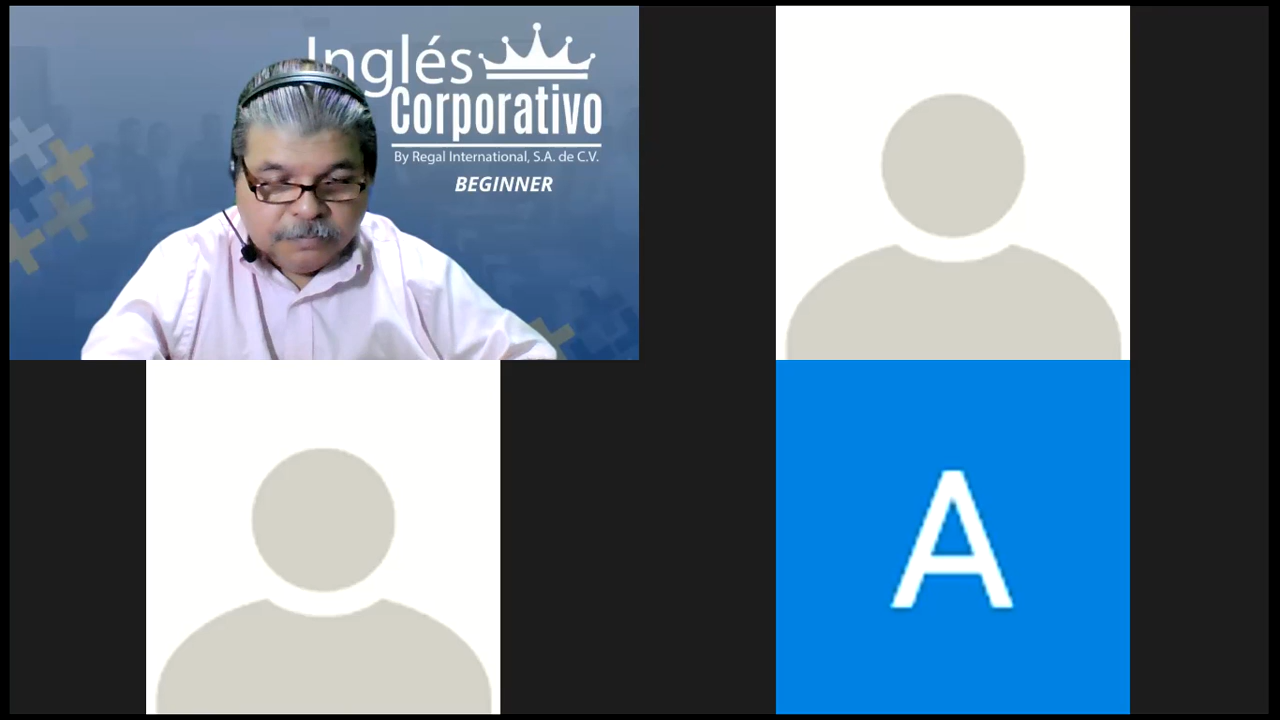 Inglés
Corporativo
By Regal International, S.A. de C.V.
BEGINNER
A